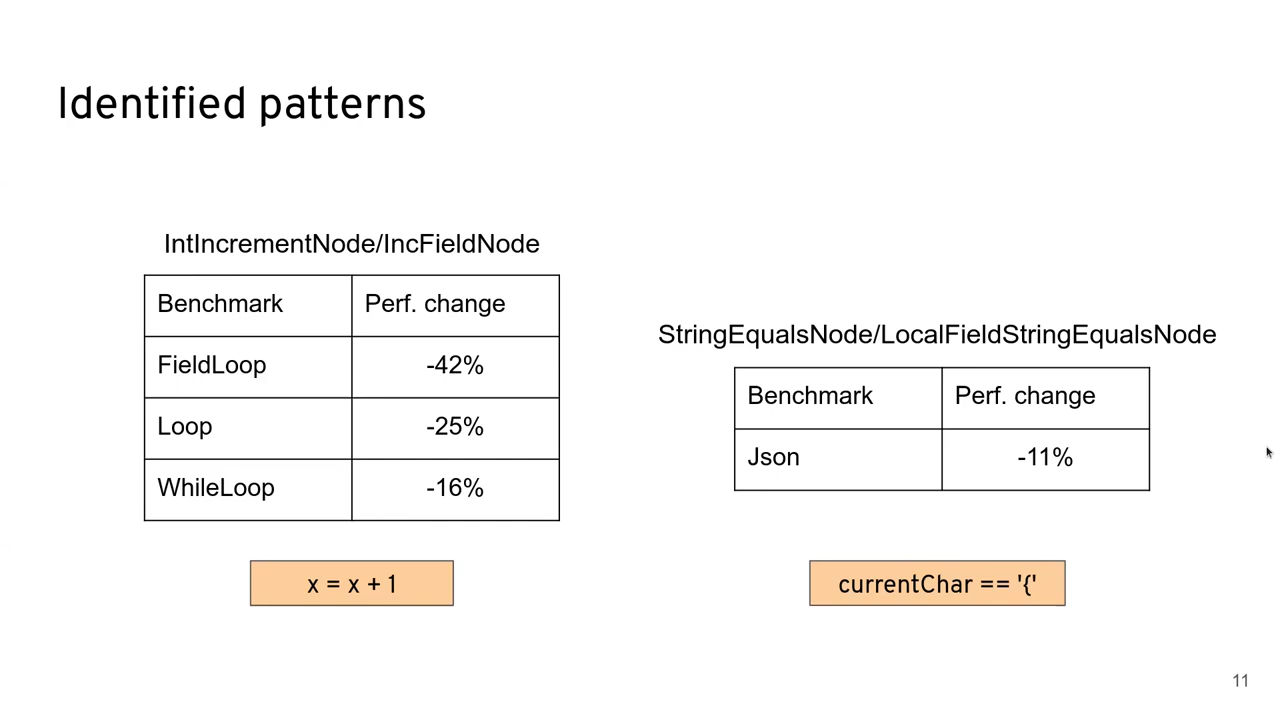 Identified patterns
IntIncrementNode/IncFieldNode
Benchmark Perf. change
FieldLoop -42%
Loop -25%
WhileLoop -16%
x = x + 1
StringEqualsNode/LocalFieldStringEqualsNode
Benchmark Perf. change
Json -11%
currentChar == '{'
11